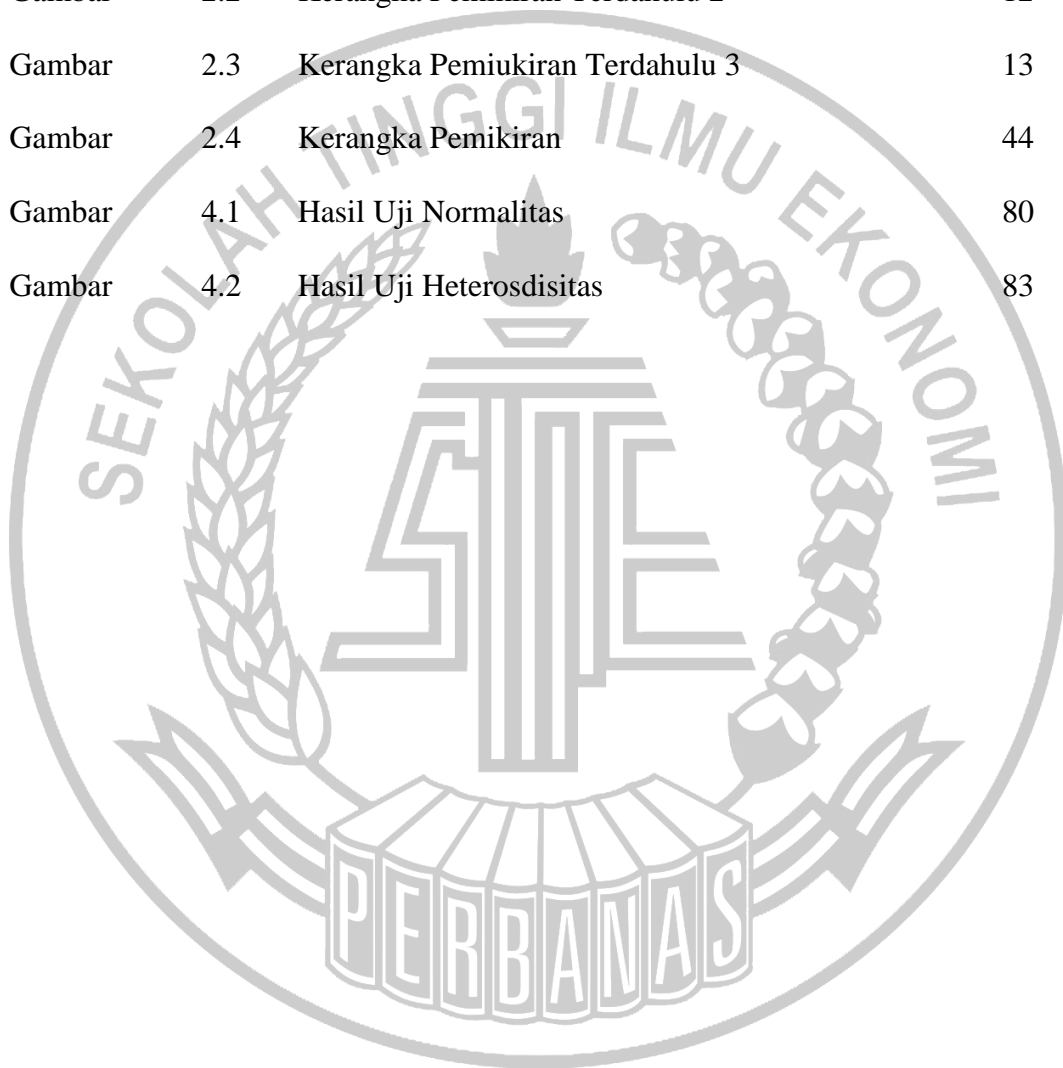 Gambar 2.3 Kerangka Pemiukiran Terdahulu 3 13
Gambar 2.4 Kerangka Pemikiran 44
Gambar 4.1 Hasil Uji Normalitas 80
Gambar 4.2 Hasil Uji Heterosdisitas 83
SEKOLAH TINGGI ILMU EKONOMI
STIE
PERBANAS